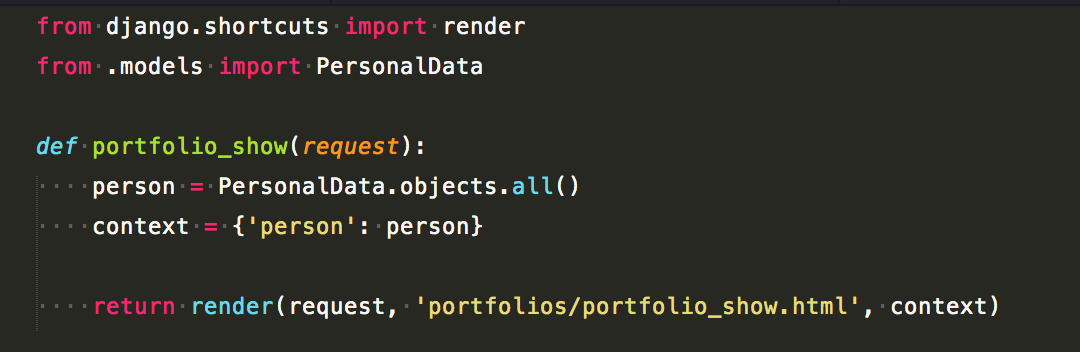 from django.shortcuts import render
from .models import PersonalData
def portfolio_show(request):
    person = PersonalData.objects.all()
    context = {'person': person}
    return render(request, 'portfolios/portfolio_show.html', context)